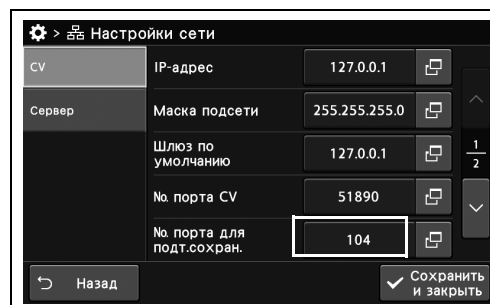 > Настройки сети
CV
Сервер
IP-адрес
127.0.0.1
Маска подсети
255.255.255.0
Шлюз по
умолчанию
127.0.0.1
№ порта CV
51890
№ порта для
подт.сохран.
104
1
2
Назад
Сохранить
и закрыть